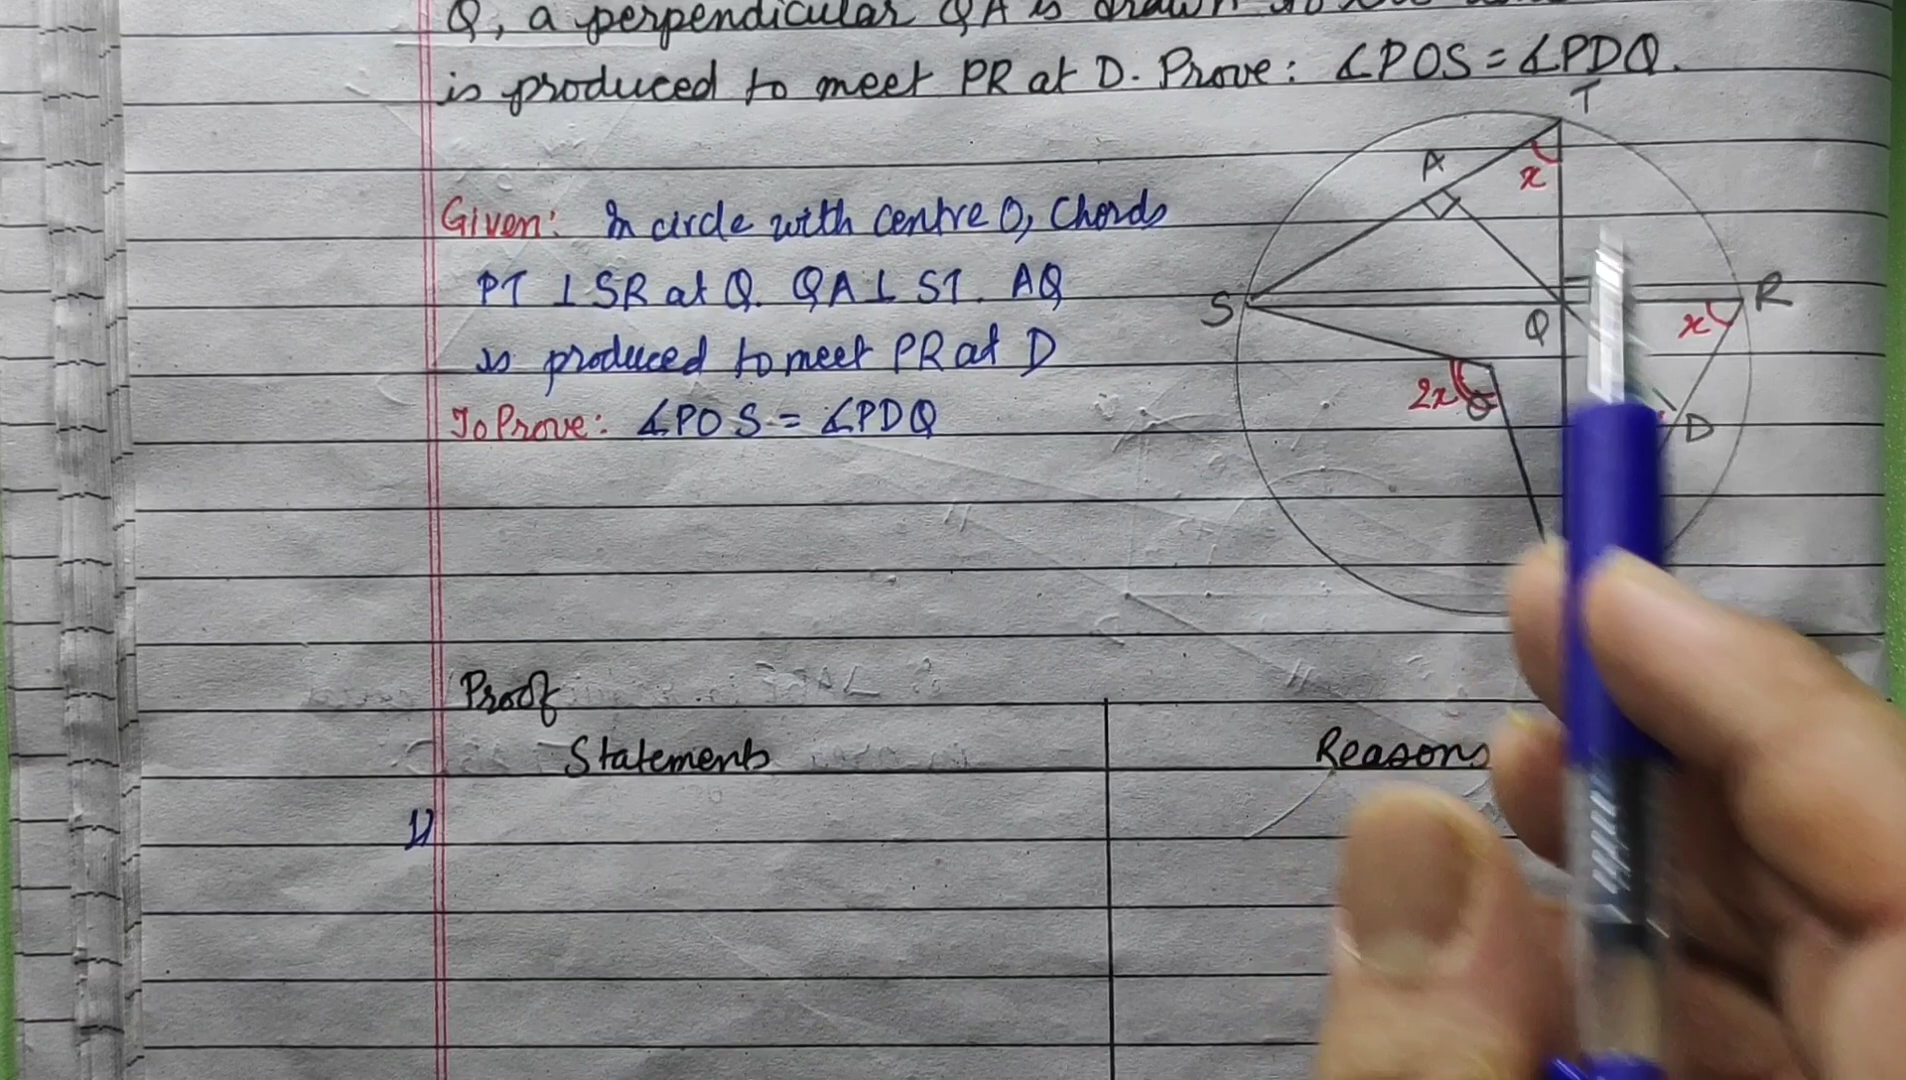 Q, a perpendicular QA is drawn to
is produced to meet PR at D. Prove: ∠POS = ∠PDQ.
Given: In circle with centre O, Chords
PT ⊥ SR at Q. QA ⊥ ST. AQ
is produced to meet PR at D
To Prove: ∠POS = ∠PDQ
T
A
x
S
Q
R
x
2x
O
D
Proof
Statements
Reasons
1)